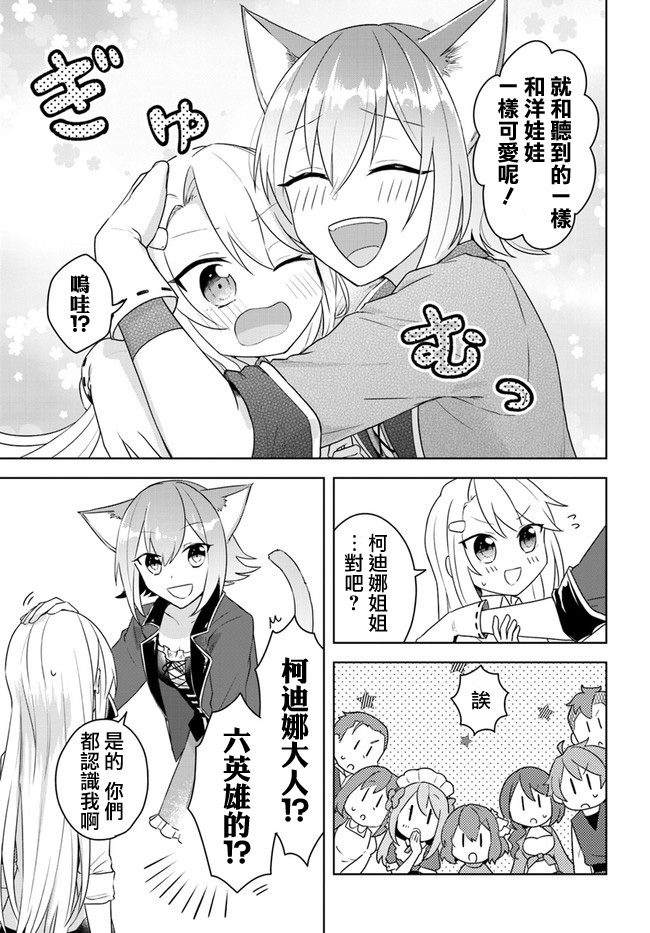 就和聽到的一樣
和洋娃娃
一樣可愛呢！
ぎゅ
むっ
嗚哇!?
柯迪娜姐姐
…對吧？
誒
柯迪娜大人!?
六英雄的!?
是的 你們
都認識我啊